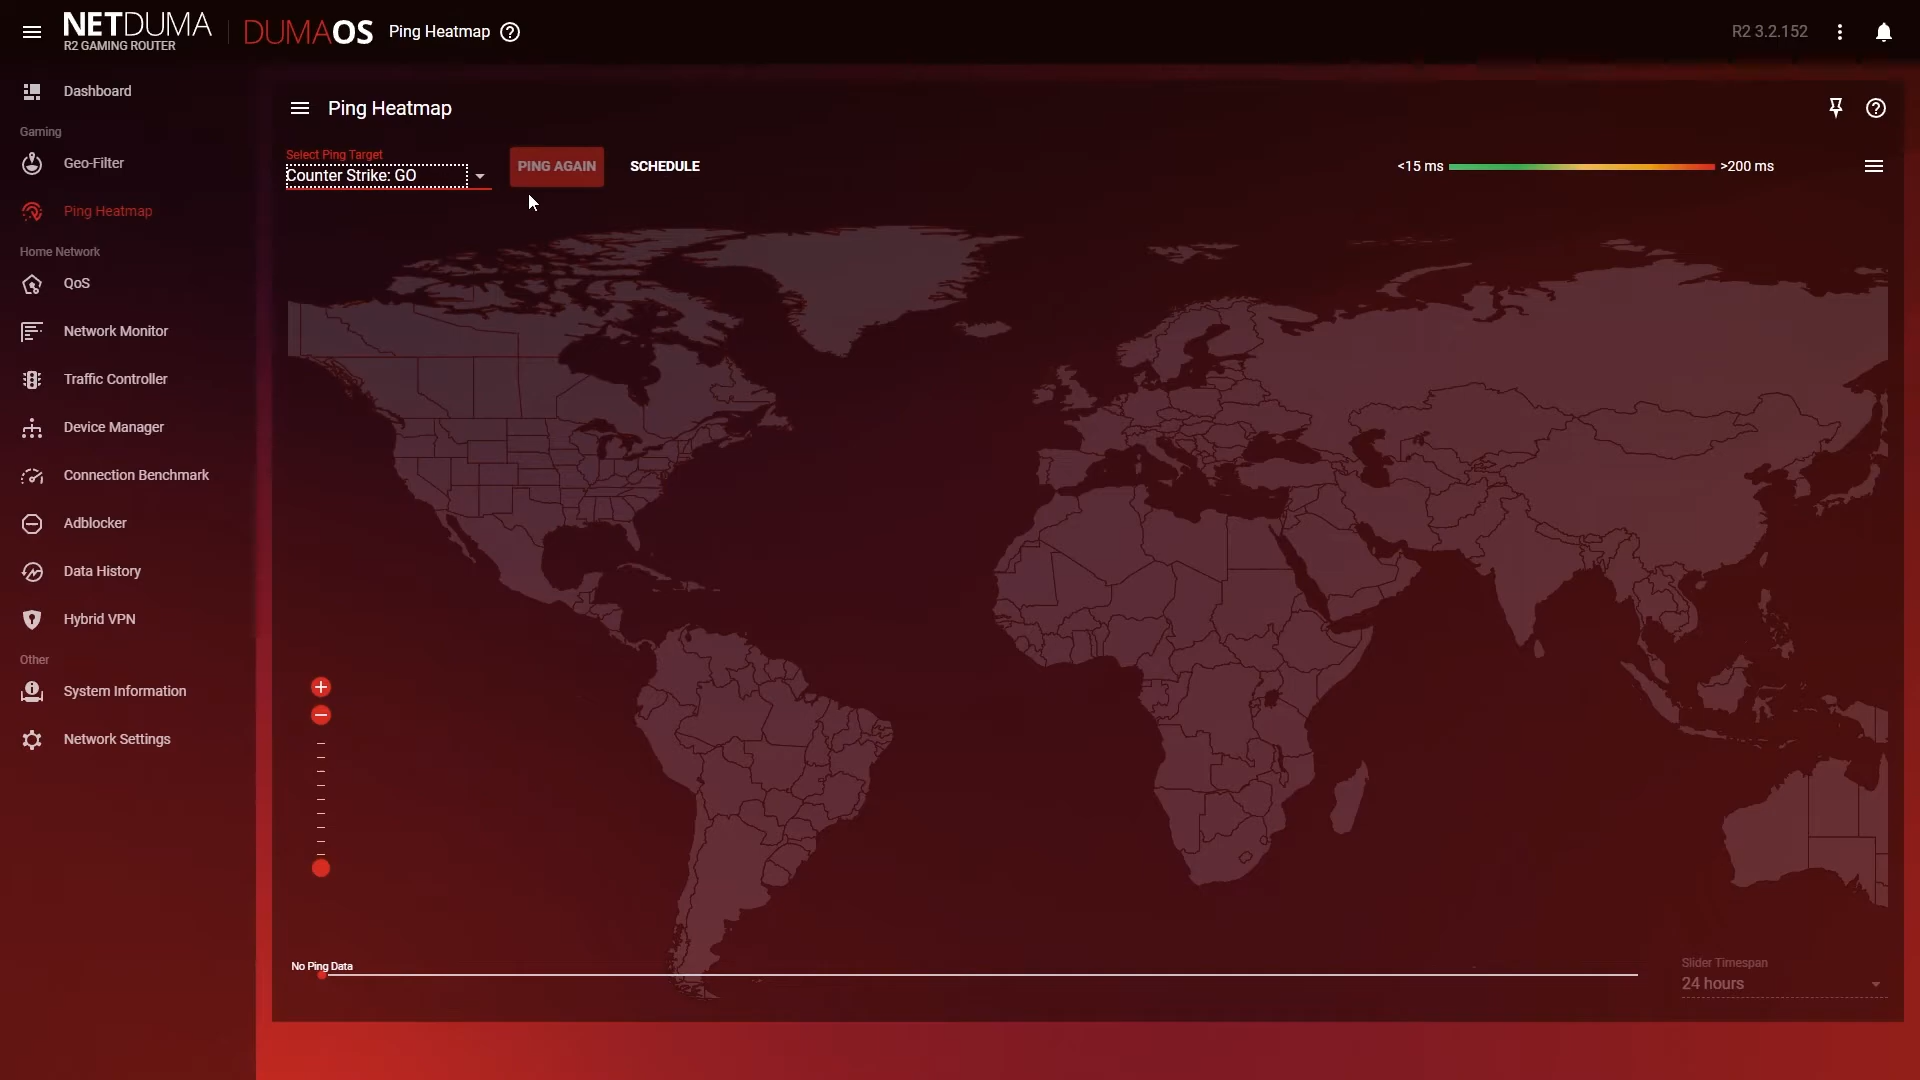 NETDUMA
R2 GAMING ROUTER
DUMAOS
Ping Heatmap
R2 3.2.152
Dashboard
Gaming
Geo-Filter
Ping Heatmap
Home Network
QoS
Network Monitor
Traffic Controller
Device Manager
Connection Benchmark
Adblocker
Data History
Hybrid VPN
Other
System Information
Network Settings
Ping Heatmap
Select Ping Target
Counter Strike: GO
PING AGAIN
SCHEDULE
<15 ms
>200 ms
No Ping Data
Slider Timespan
24 hours